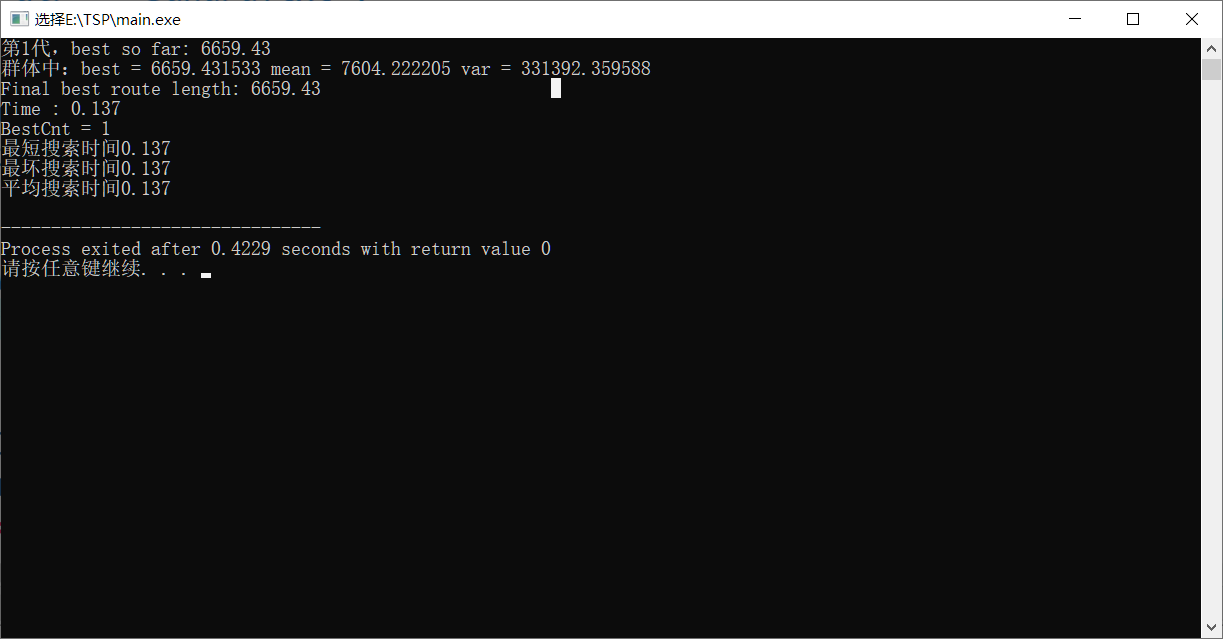 选择E:\TSP\main.exe
第1代，best so far: 6659.43
群体中：best = 6659.431533 mean = 7604.222205 var = 331392.359588
Final best route length: 6659.43
Time : 0.137
BestCnt = 1
最短搜索时间0.137
最坏搜索时间0.137
平均搜索时间0.137
--------------------------------
Process exited after 0.4229 seconds with return value 0
请按任意键继续. . .